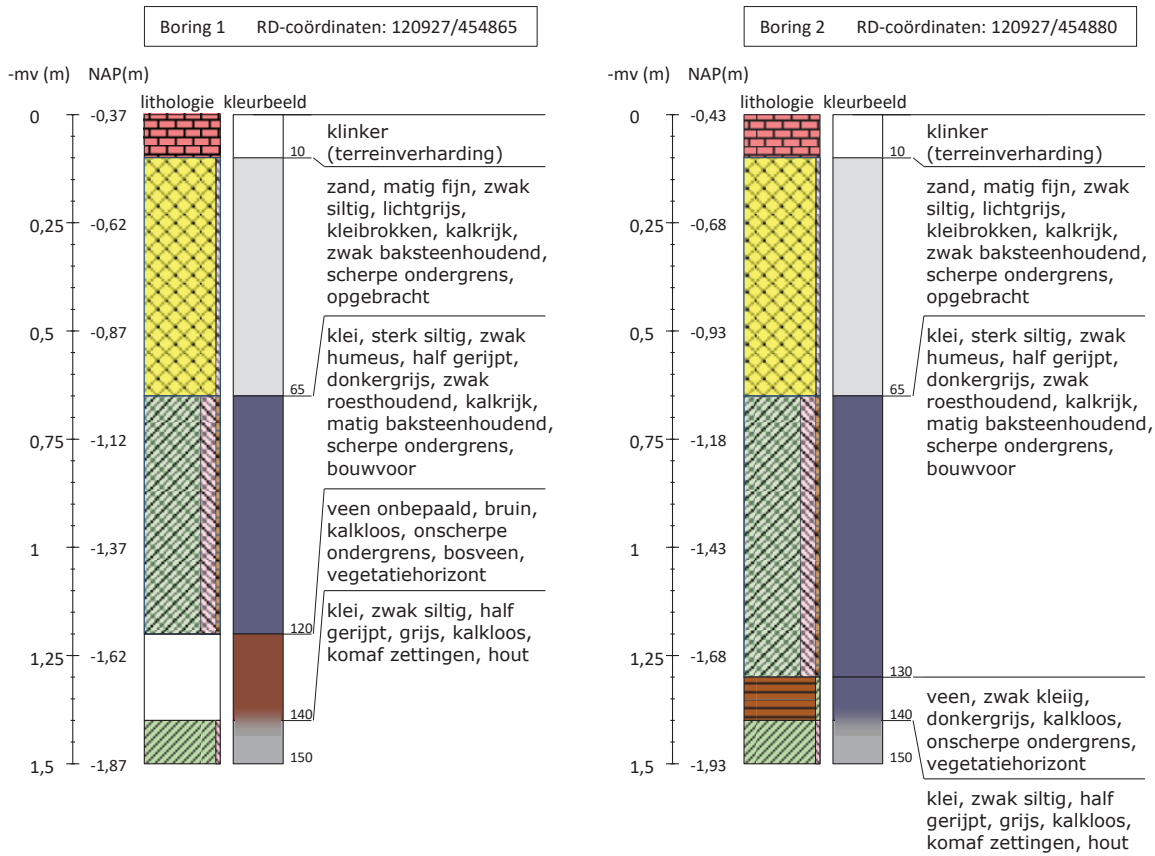 Boring 1 RD-coördinaten: 120927/454865
-mv (m) NAP(m)
lithologie kleurbeeld
0 -0,37
klinker
(terreinverharding)
10
zand, matig fijn, zwak
siltig, lichtgrijs,
kleibrokken, kalkrijk,
zwak baksteenhoudend,
scherpe ondergrens,
opgebracht
0,25 -0,62
0,5 -0,87
klei, sterk siltig, zwak
humeus, half gerijpt,
donkergrijs, zwak
roesthoudend, kalkrijk,
matig baksteenhoudend,
scherpe ondergrens,
bouwvoor
65
0,75 -1,12
veen onbepaald, bruin,
kalkloos, onscherpe
ondergrens, bosveen,
vegetatiehorizont
1 -1,37
klei, zwak siltig, half
gerijpt, grijs, kalkloos,
komaf zettingen, hout
120
1,25 -1,62
140
150
1,5 -1,87
Boring 2 RD-coördinaten: 120927/454880
-mv (m) NAP(m)
lithologie kleurbeeld
0 -0,43
klinker
(terreinverharding)
10
zand, matig fijn, zwak
siltig, lichtgrijs,
kleibrokken, kalkrijk,
zwak baksteenhoudend,
scherpe ondergrens,
opgebracht
0,25 -0,68
0,5 -0,93
klei, sterk siltig, zwak
humeus, half gerijpt,
donkergrijs, zwak
roesthoudend, kalkrijk,
matig baksteenhoudend,
scherpe ondergrens,
bouwvoor
65
0,75 -1,18
1 -1,43
1,25 -1,68
130
veen, zwak kleiig,
donkergrijs, kalkloos,
onscherpe ondergrens,
vegetatiehorizont
140
150
1,5 -1,93
klei, zwak siltig, half
gerijpt, grijs, kalkloos,
komaf zettingen, hout